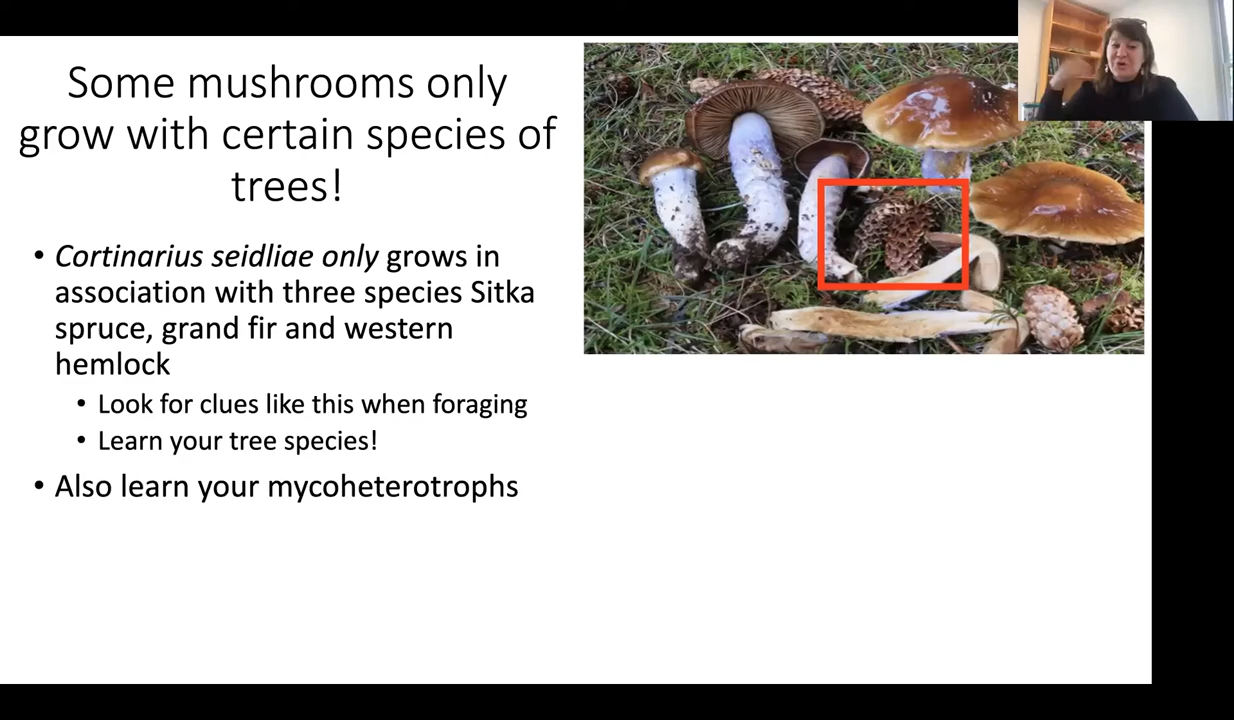 Some mushrooms only
grow with certain species of
trees!
• Cortinarius seidliae only grows in
association with three species Sitka
spruce, grand fir and western
hemlock
• Look for clues like this when foraging
• Learn your tree species!
• Also learn your mycoheterotrophs